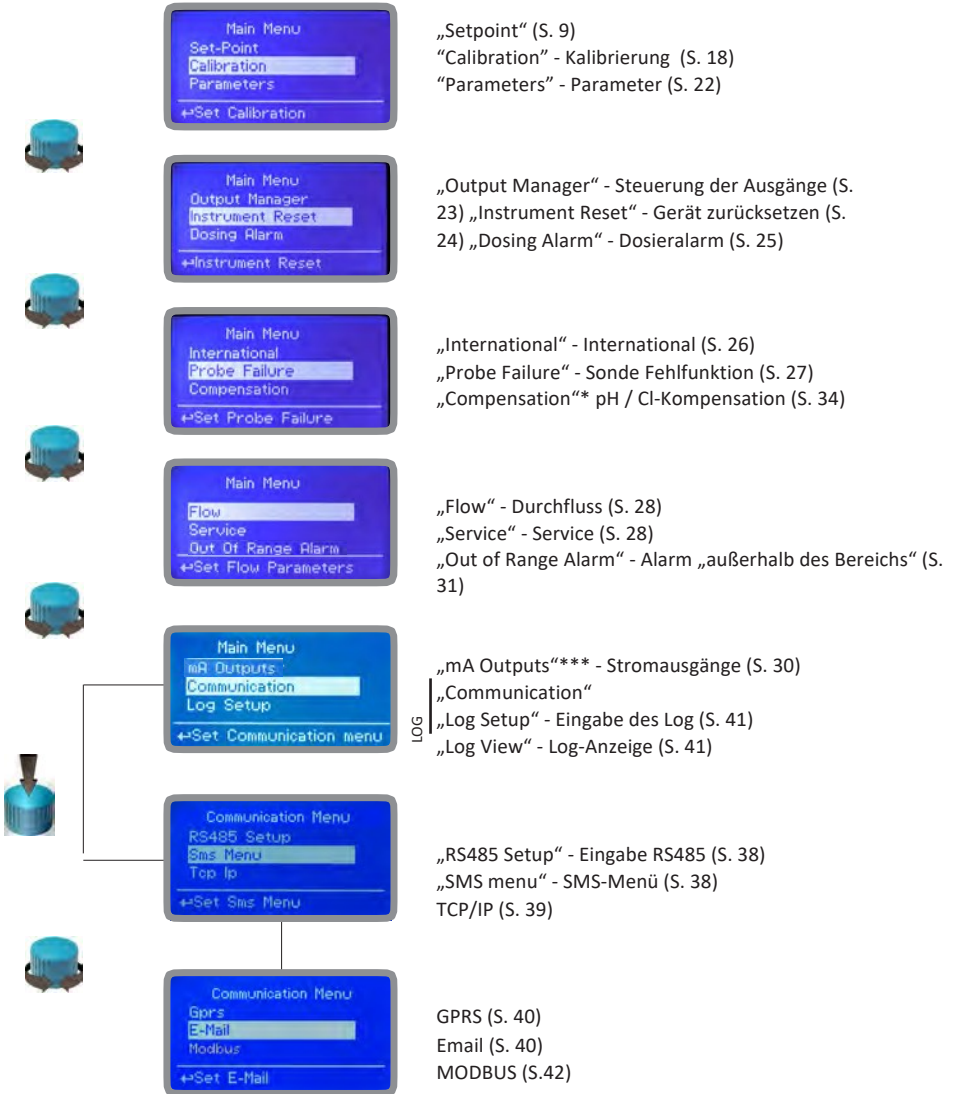 Main Menu
Set-Point
Calibration
Parameters
↵Set Calibration
„Setpoint“ (S. 9)
“Calibration” - Kalibrierung (S. 18)
“Parameters” - Parameter (S. 22)
Main Menu
Output Manager
Instrument Reset
Dosing Alarm
↵Instrument Reset
„Output Manager“ - Steuerung der Ausgänge (S.
23) „Instrument Reset“ - Gerät zurücksetzen (S.
24) „Dosing Alarm“ - Dosieralarm (S. 25)
Main Menu
International
Probe Failure
Compensation
↵Set Probe Failure
„International“ - International (S. 26)
„Probe Failure“ - Sonde Fehlfunktion (S. 27)
„Compensation“* pH / Cl-Kompensation (S. 34)
Main Menu
Flow
Service
Out Of Range Alarm
↵Set Flow Parameters
„Flow“ - Durchfluss (S. 28)
„Service“ - Service (S. 28)
„Out of Range Alarm“ - Alarm „außerhalb des Bereichs“ (S.
31)
Main Menu
mA Outputs
Communication
Log Setup
↵Set Communication menu
LOG
„mA Outputs“*** - Stromausgänge (S. 30)
„Communication“
„Log Setup“ - Eingabe des Log (S. 41)
„Log View“ - Log-Anzeige (S. 41)
Communication Menu
RS485 Setup
Sms Menu
Tcp Ip
↵Set Sms Menu
„RS485 Setup“ - Eingabe RS485 (S. 38)
„SMS menu“ - SMS-Menü (S. 38)
TCP/IP (S. 39)
Communication Menu
Gprs
E-Mail
Modbus
↵Set E-Mail
GPRS (S. 40)
Email (S. 40)
MODBUS (S.42)